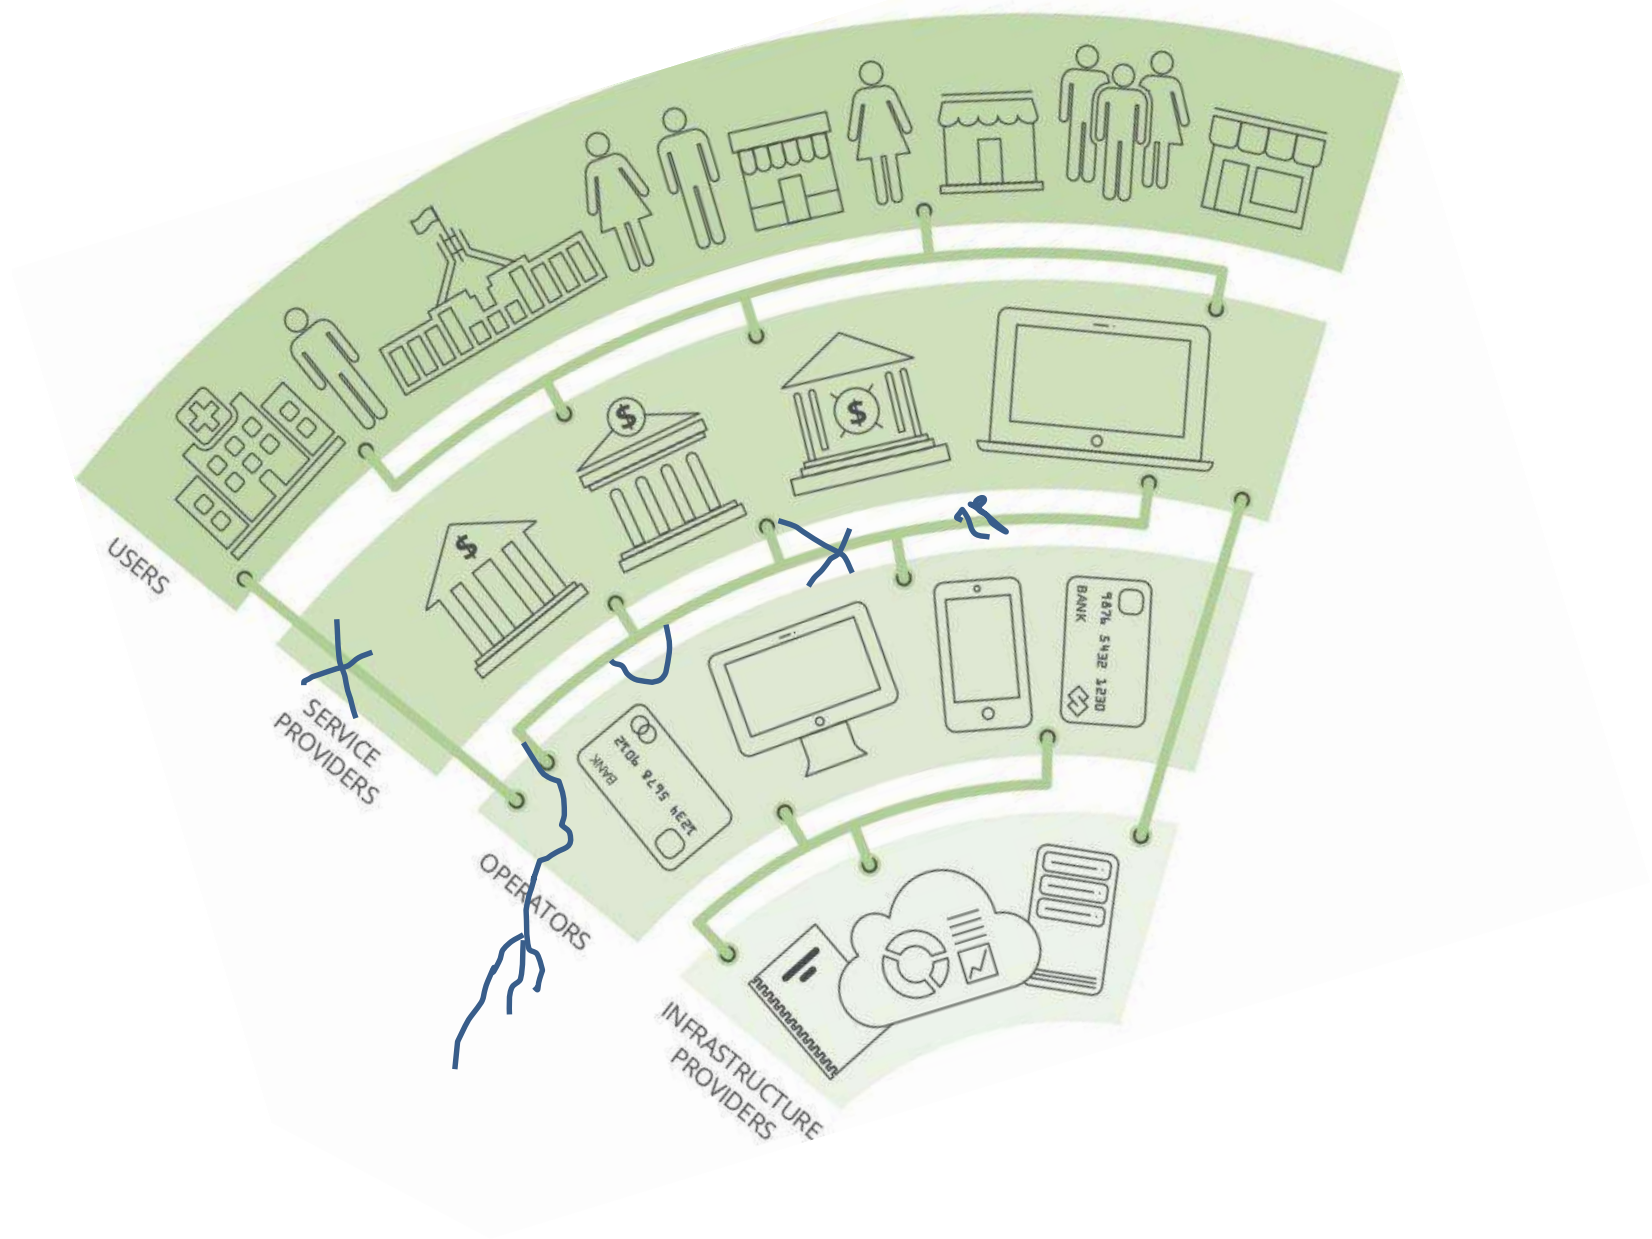 USERS
$
$
$
SERVICE
PROVIDERS
BANK
9876 5432 1230
BANK
1234 5678 9012
OPERATORS
INFRASTRUCTURE
PROVIDERS